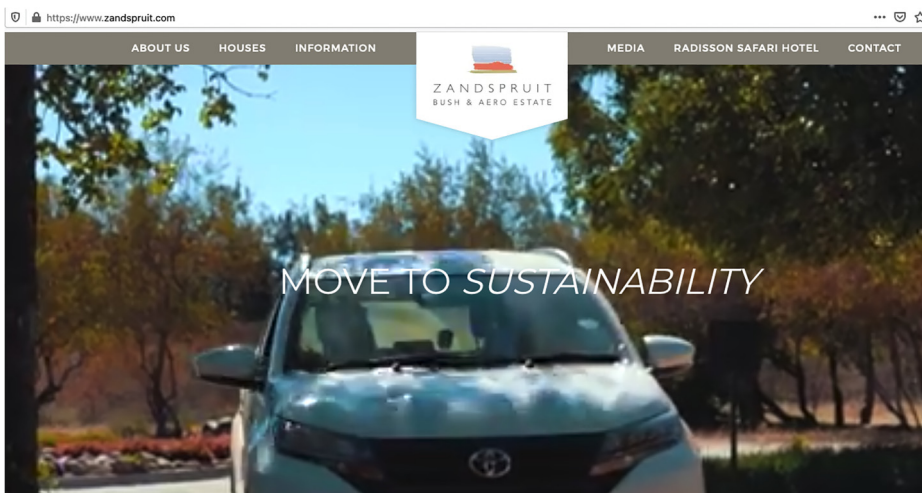 https://www.zandspruit.com
ABOUT US HOUSES INFORMATION MEDIA RADISSON SAFARI HOTEL CONTACT
ZANDSPRUIT
BUSH & AERO ESTATE
MOVE TO SUSTAINABILITY